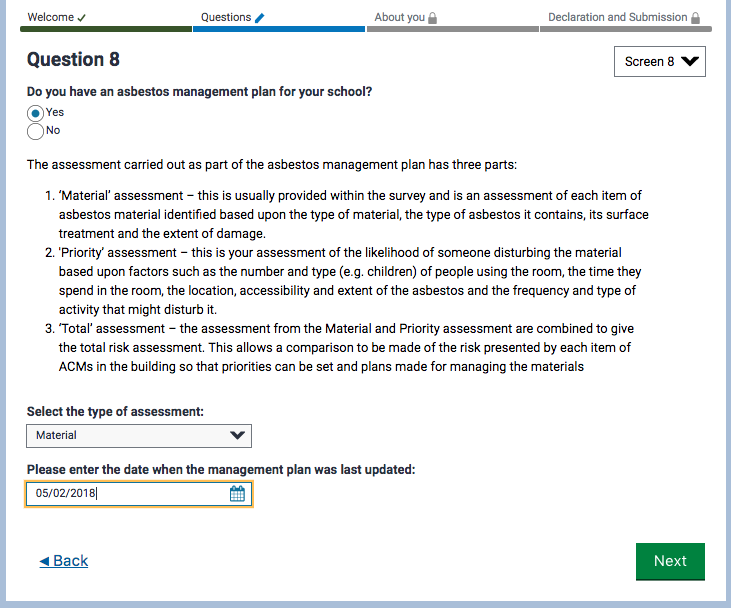 Welcome ✓ Questions About you Declaration and Submission
Question 8
Screen 8
Do you have an asbestos management plan for your school?
Yes
No
The assessment carried out as part of the asbestos management plan has three parts:
1. ‘Material’ assessment – this is usually provided within the survey and is an assessment of each item of
asbestos material identified based upon the type of material, the type of asbestos it contains, its surface
treatment and the extent of damage.
2. 'Priority’ assessment – this is your assessment of the likelihood of someone disturbing the material
based upon factors such as the number and type (e.g. children) of people using the room, the time they
spend in the room, the location, accessibility and extent of the asbestos and the frequency and type of
activity that might disturb it.
3. ‘Total’ assessment – the assessment from the Material and Priority assessment are combined to give
the total risk assessment. This allows a comparison to be made of the risk presented by each item of
ACMs in the building so that priorities can be set and plans made for managing the materials
Select the type of assessment:
Material
Please enter the date when the management plan was last updated:
05/02/2018
◄ Back
Next